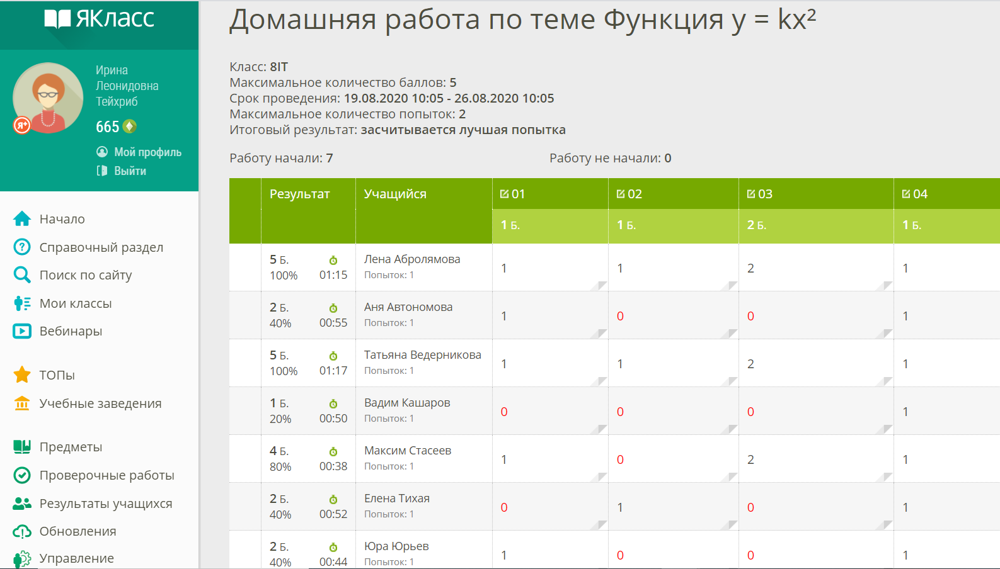 ЯКласс
Ирина
Леонидовна
Тейхриб
Я+
665
Мой профиль
Выйти
Начало
Справочный раздел
Поиск по сайту
Мои классы
Вебинары
ТОПы
Учебные заведения
Предметы
Проверочные работы
Результаты учащихся
Обновления
Управление
Домашняя работа по теме Функция y = kx²
Класс: 8IT
Максимальное количество баллов: 5
Срок проведения: 19.08.2020 10:05 - 26.08.2020 10:05
Максимальное количество попыток: 2
Итоговый результат: засчитывается лучшая попытка
Работу начали: 7 Работу не начали: 0
Результат Учащийся 01 02 03 04
1 Б. 1 Б. 2 Б. 1 Б.
5 Б. Лена Абролямова 1 1 2 1
100% 01:15 Попыток: 1
2 Б. Аня Автономова 1 0 0 1
40% 00:55 Попыток: 1
5 Б. Татьяна Ведерникова 1 1 2 1
100% 01:17 Попыток: 1
1 Б. Вадим Кашаров 0 0 0 1
20% 00:50 Попыток: 1
4 Б. Максим Стасеев 1 0 2 1
80% 00:38 Попыток: 1
2 Б. Елена Тихая 0 1 0 1
40% 00:52 Попыток: 1
2 Б. Юра Юрьев 1 0 0 1
40% 00:44 Попыток: 1